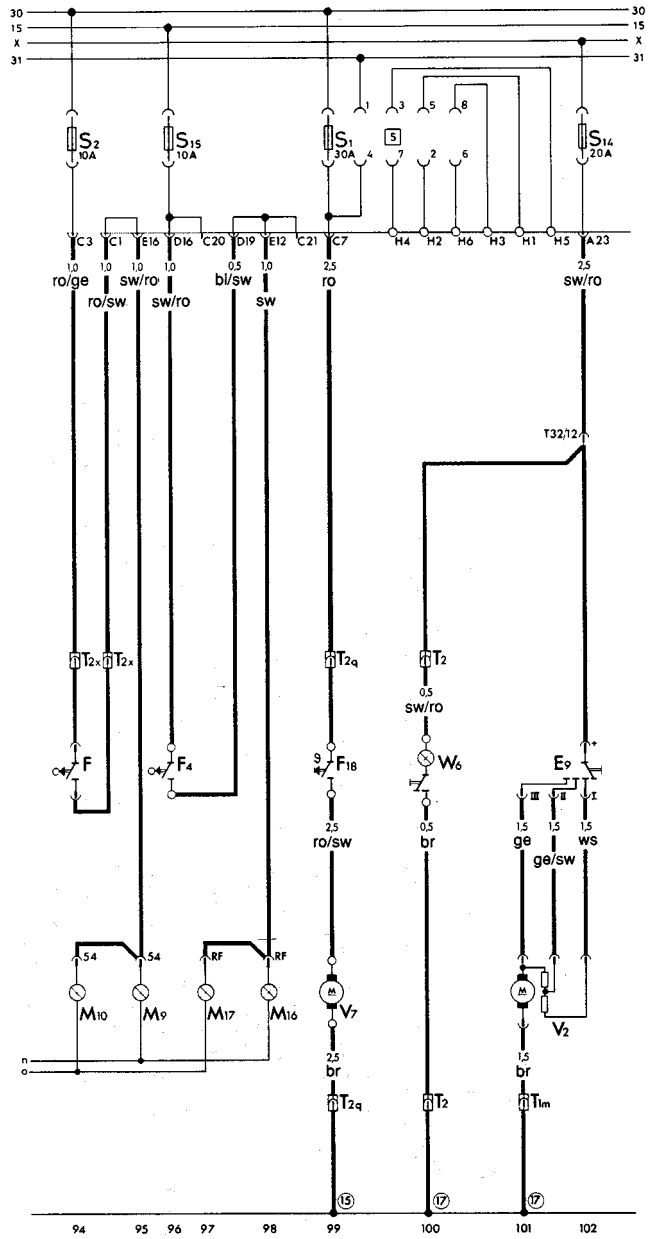 30 30
15 15
X X
31 31
1 3 5 8
S2 10A
S15 10A
S1 30A
4
S
7 2 6
S14 20A
C3 C1 E16 D16 C20 D19 E12 C21 C7 H4 H2 H6 H3 H1 H5 A23
1,0 1,0 1,0 1,0 0,5 1,0 2,5 2,5
ro/ge sw/ro bl/sw ro sw/ro
ro/sw sw/ro sw
T32/12
T2x T2x T2q T2
0,5
sw/ro
+
F F4 F18 W6 E9
III II I
2,5 0,5 1,5 1,5 1,5
ro/sw br ge ws
ge/sw
54 54 RF RF
M10 M9 M17 M16
M V7
M V2
n
o
2,5 1,5
br br
T2q T2 T1m
15 17 17
94 95 96 97 98 99 100 101 102